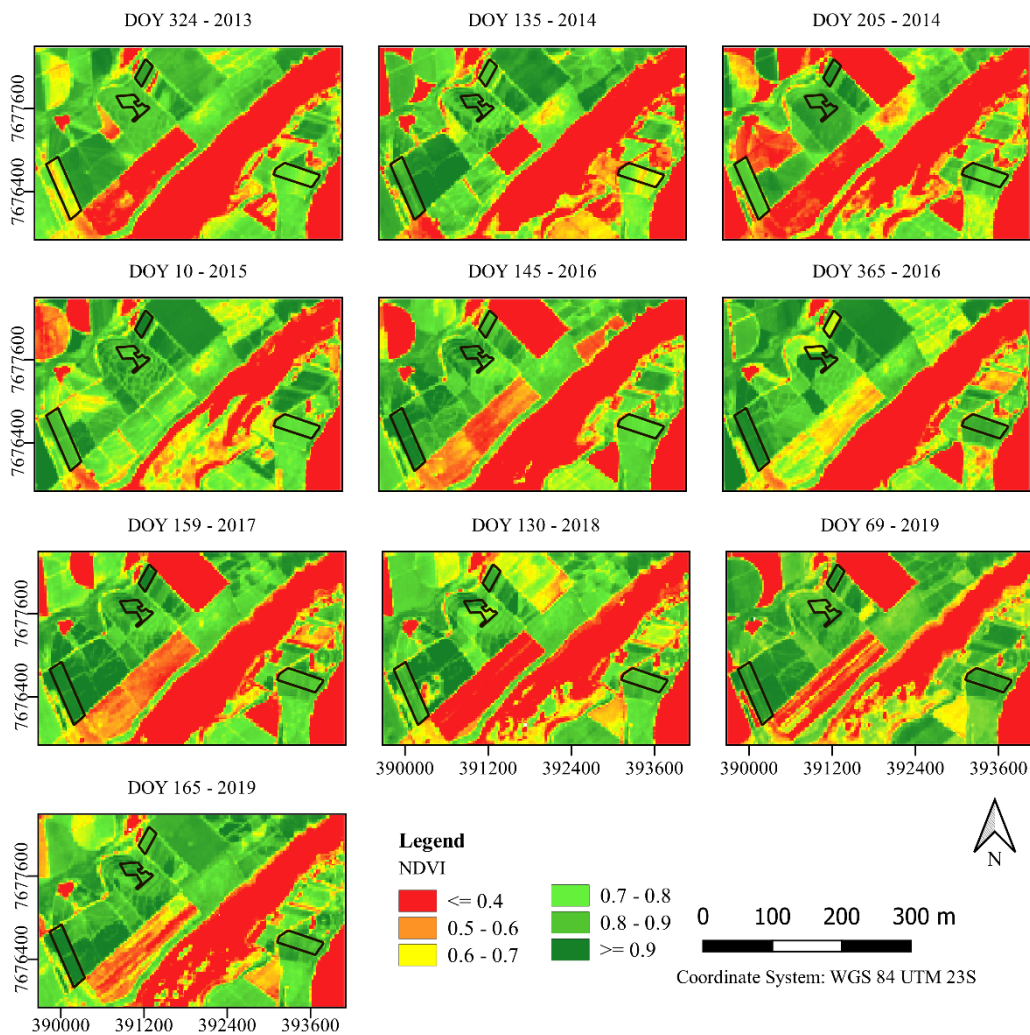 DOY 324 - 2013
DOY 135 - 2014
DOY 205 - 2014
7677600
7676400
DOY 10 - 2015
DOY 145 - 2016
DOY 365 - 2016
7677600
7676400
DOY 159 - 2017
DOY 130 - 2018
DOY 69 - 2019
7677600
7676400
390000 391200 392400 393600
390000 391200 392400 393600
DOY 165 - 2019
7677600
7676400
390000 391200 392400 393600
Legend
NDVI
<= 0.4
0.5 - 0.6
0.6 - 0.7
0.7 - 0.8
0.8 - 0.9
>= 0.9
N
0 100 200 300 m
Coordinate System: WGS 84 UTM 23S